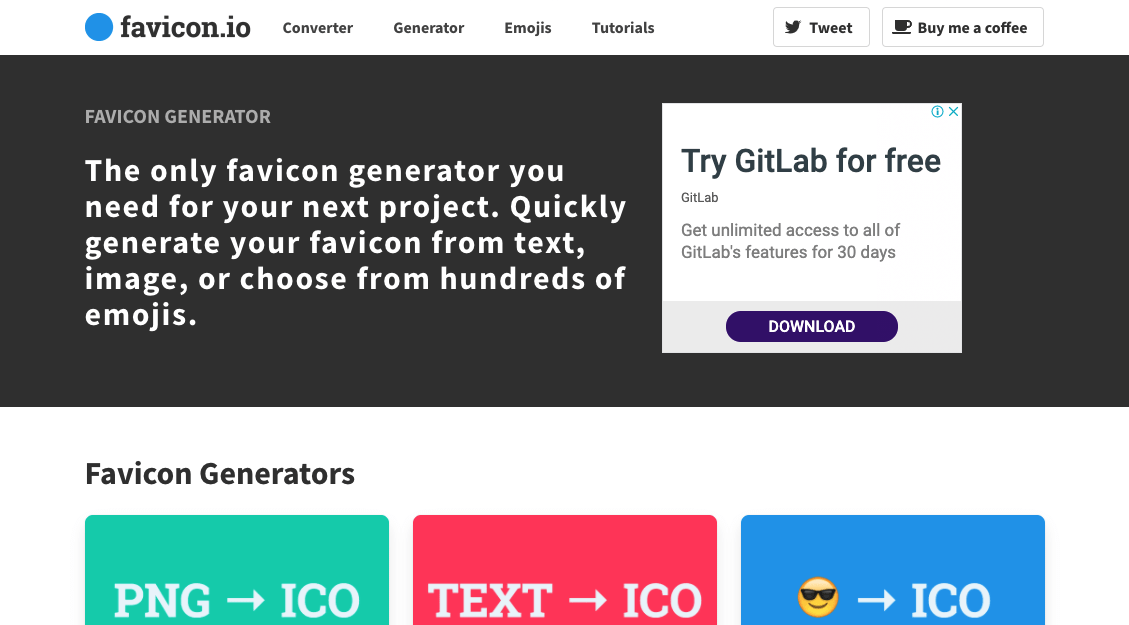 favicon.io
Converter
Generator
Emojis
Tutorials
Tweet
Buy me a coffee
FAVICON GENERATOR
The only favicon generator you
need for your next project. Quickly
generate your favicon from text,
image, or choose from hundreds of
emojis.
Try GitLab for free
GitLab
Get unlimited access to all of
GitLab's features for 30 days
DOWNLOAD
Favicon Generators
PNG → ICO
TEXT → ICO
😎 → ICO